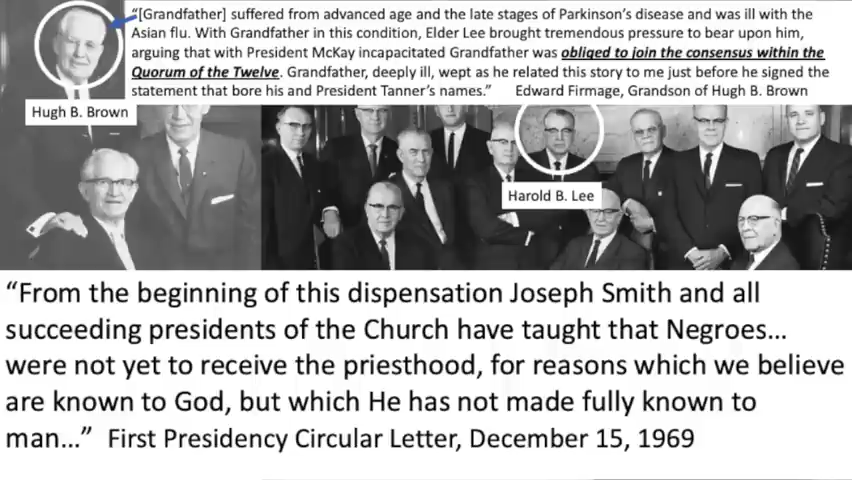 "[Grandfather] suffered from advanced age and the late stages of Parkinson's disease and was ill with the
Asian flu. With Grandfather in this condition, Elder Lee brought tremendous pressure to bear upon him,
arguing that with President McKay incapacitated Grandfather was obliged to join the consensus within the
Quorum of the Twelve. Grandfather, deeply ill, wept as he related this story to me just before he signed the
statement that bore his and President Tanner's names." Edward Firmage, Grandson of Hugh B. Brown
Hugh B. Brown
Harold B. Lee
"From the beginning of this dispensation Joseph Smith and all
succeeding presidents of the Church have taught that Negroes...
were not yet to receive the priesthood, for reasons which we believe
are known to God, but which He has not made fully known to
man..." First Presidency Circular Letter, December 15, 1969